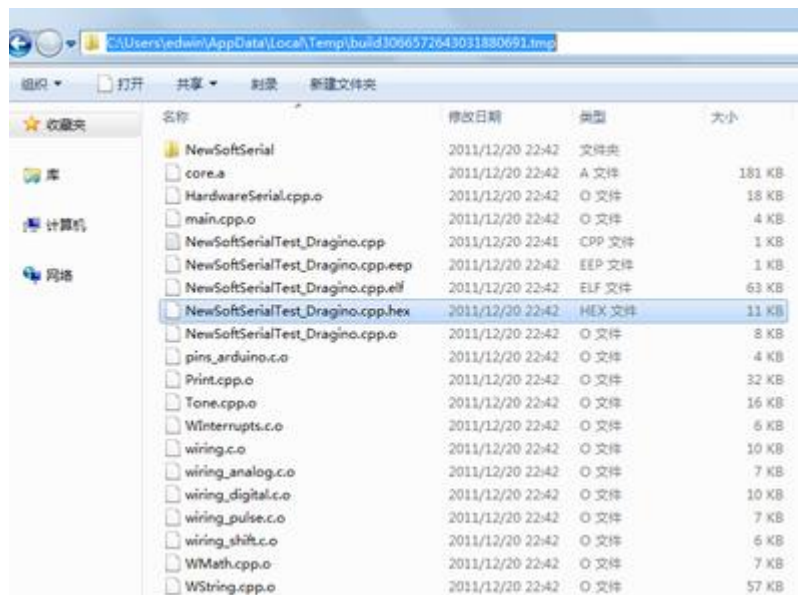 C:\Users\edwin\AppData\Local\Temp\build3066572643031880691.tmp
组织 打开 共享 刻录 新建文件夹
收藏夹
库
计算机
网络
名称 修改日期 类型 大小
NewSoftSerial 2011/12/20 22:42 文件夹
core.a 2011/12/20 22:42 A 文件 181 KB
HardwareSerial.cpp.o 2011/12/20 22:42 O 文件 18 KB
main.cpp.o 2011/12/20 22:42 O 文件 4 KB
NewSoftSerialTest_Dragino.cpp 2011/12/20 22:41 CPP 文件 1 KB
NewSoftSerialTest_Dragino.cpp.eep 2011/12/20 22:42 EEP 文件 1 KB
NewSoftSerialTest_Dragino.cpp.elf 2011/12/20 22:42 ELF 文件 63 KB
NewSoftSerialTest_Dragino.cpp.hex 2011/12/20 22:42 HEX 文件 11 KB
NewSoftSerialTest_Dragino.cpp.o 2011/12/20 22:42 O 文件 8 KB
pins_arduino.c.o 2011/12/20 22:42 O 文件 4 KB
Print.cpp.o 2011/12/20 22:42 O 文件 32 KB
Tone.cpp.o 2011/12/20 22:42 O 文件 16 KB
WInterrupts.c.o 2011/12/20 22:42 O 文件 6 KB
wiring.c.o 2011/12/20 22:42 O 文件 10 KB
wiring_analog.c.o 2011/12/20 22:42 O 文件 7 KB
wiring_digital.c.o 2011/12/20 22:42 O 文件 10 KB
wiring_pulse.c.o 2011/12/20 22:42 O 文件 7 KB
wiring_shift.c.o 2011/12/20 22:42 O 文件 6 KB
WMath.cpp.o 2011/12/20 22:42 O 文件 7 KB
WString.cpp.o 2011/12/20 22:42 O 文件 57 KB